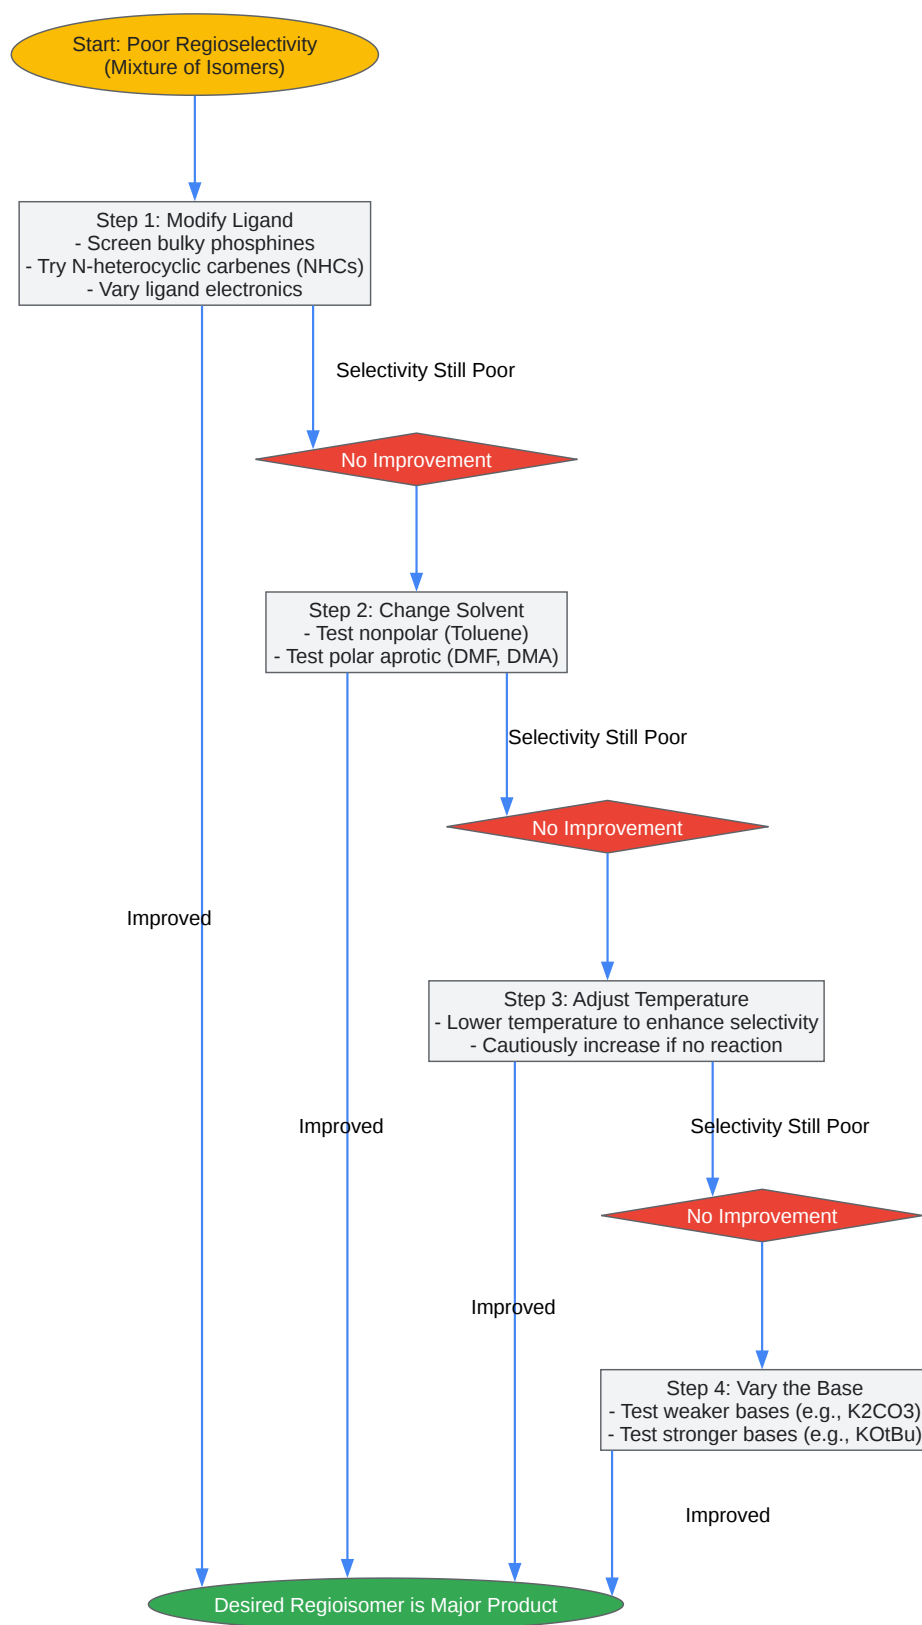 Start: Poor Regioselectivity
(Mixture of Isomers)
Step 1: Modify Ligand
- Screen bulky phosphines
- Try N-heterocyclic carbenes (NHCs)
- Vary ligand electronics
Selectivity Still Poor
No Improvement
Step 2: Change Solvent
- Test nonpolar (Toluene)
- Test polar aprotic (DMF, DMA)
Selectivity Still Poor
No Improvement
Improved
Step 3: Adjust Temperature
- Lower temperature to enhance selectivity
- Cautiously increase if no reaction
Improved
Selectivity Still Poor
No Improvement
Improved
Step 4: Vary the Base
- Test weaker bases (e.g., K2CO3)
- Test stronger bases (e.g., KOtBu)
Improved
Desired Regioisomer is Major Product